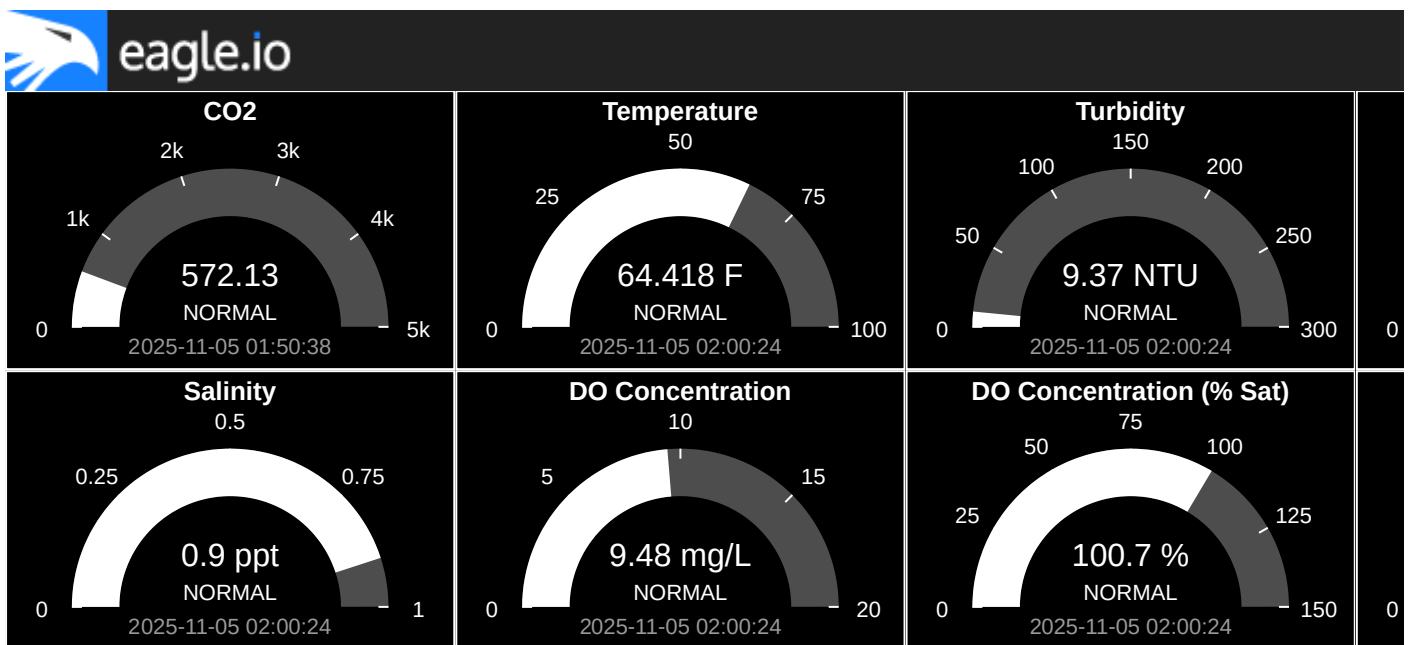 eagle.io
CO2
0
1k
2k
3k
4k
5k
572.13
NORMAL
2025-11-05 01:50:38
Temperature
0
25
50
75
100
64.418 F
NORMAL
2025-11-05 02:00:24
Turbidity
0
50
100
150
200
250
300
9.37 NTU
NORMAL
2025-11-05 02:00:24
0
Salinity
0
0.25
0.5
0.75
1
0.9 ppt
NORMAL
2025-11-05 02:00:24
DO Concentration
0
5
10
15
20
9.48 mg/L
NORMAL
2025-11-05 02:00:24
DO Concentration (% Sat)
0
25
50
75
100
125
150
100.7 %
NORMAL
2025-11-05 02:00:24
0